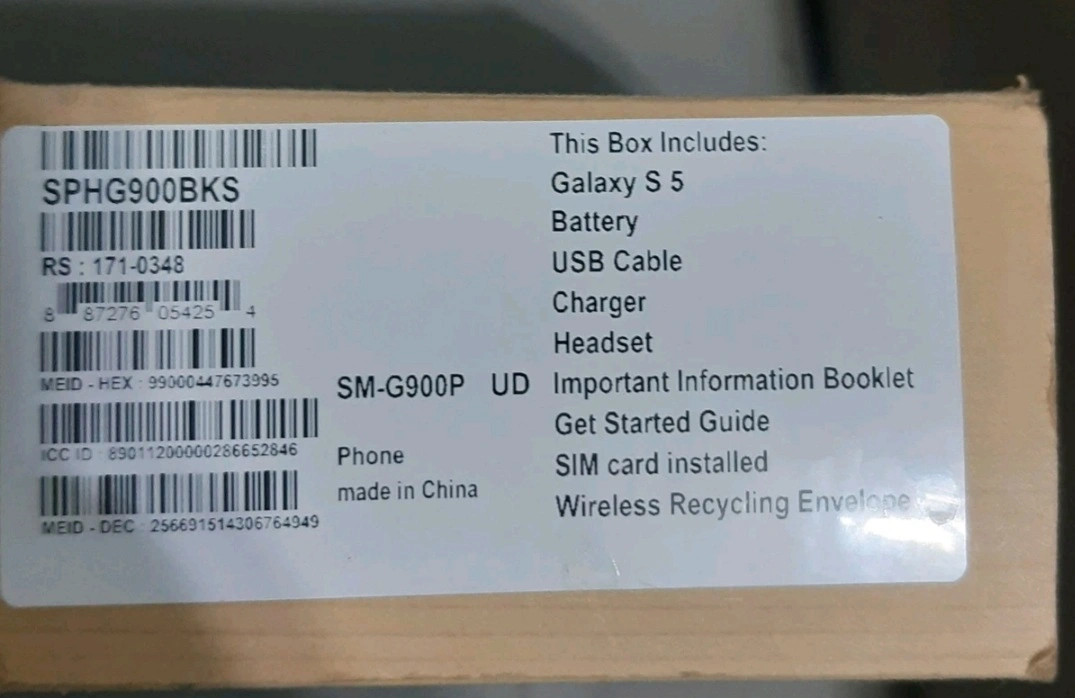 SPHG900BKS
RS : 171-0348
8 87276 05425 4
MEID - HEX : 99000447673995
ICC ID : 89011200000286652846
MEID - DEC : 256691514306764949
SM-G900P UD
Phone
made in China
This Box Includes:
Galaxy S 5
Battery
USB Cable
Charger
Headset
Important Information Booklet
Get Started Guide
SIM card installed
Wireless Recycling Envelope